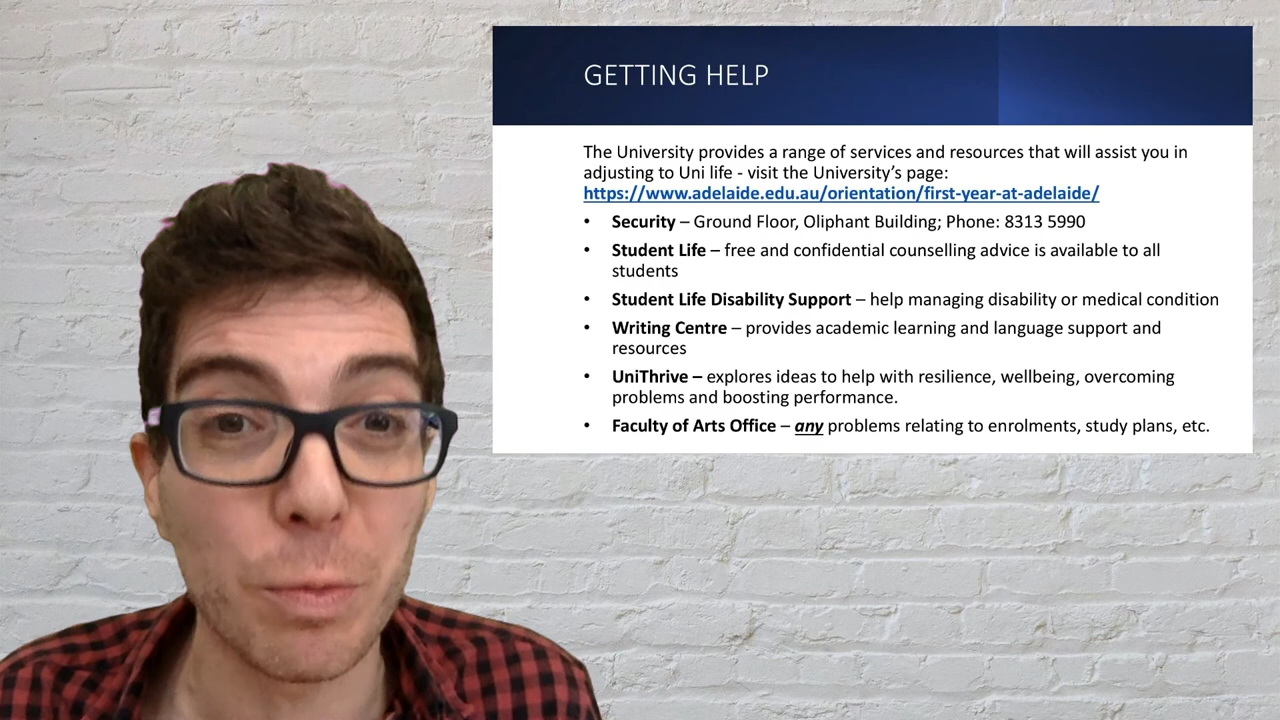 GETTING HELP
The University provides a range of services and resources that will assist you in
adjusting to Uni life - visit the University’s page:
https://www.adelaide.edu.au/orientation/first-year-at-adelaide/
• Security – Ground Floor, Oliphant Building; Phone: 8313 5990
• Student Life – free and confidential counselling advice is available to all
students
• Student Life Disability Support – help managing disability or medical condition
• Writing Centre – provides academic learning and language support and
resources
• UniThrive – explores ideas to help with resilience, wellbeing, overcoming
problems and boosting performance.
• Faculty of Arts Office – any problems relating to enrolments, study plans, etc.